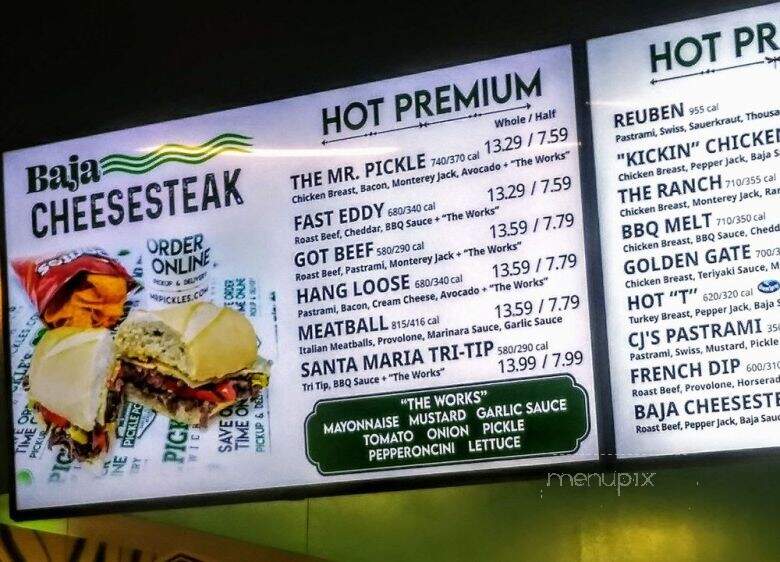 Baja
CHEESESTEAK
ORDER
ONLINE
PICKUP & DELIVERY
MRPICKLES.COM
HOT PREMIUM
Whole / Half
THE MR. PICKLE 740/370 cal 13.29 / 7.59
Chicken Breast, Bacon, Monterey Jack, Avocado + "The Works"
FAST EDDY 680/340 cal 13.29 / 7.59
Roast Beef, Cheddar, BBQ Sauce + "The Works"
GOT BEEF 580/290 cal 13.59 / 7.79
Roast Beef, Pastrami, Monterey Jack + "The Works"
HANG LOOSE 680/340 cal 13.59 / 7.79
Pastrami, Bacon, Cream Cheese, Avocado + "The Works"
MEATBALL 815/416 cal 13.59 / 7.79
Italian Meatballs, Provolone, Marinara Sauce, Garlic Sauce
SANTA MARIA TRI-TIP 580/290 cal
Tri Tip, BBQ Sauce + "The Works" 13.99 / 7.99
"THE WORKS"
MAYONNAISE MUSTARD GARLIC SAUCE
TOMATO ONION PICKLE
PEPPERONCINI LETTUCE
HOT PR
REUBEN 955 cal
Pastrami, Swiss, Sauerkraut, Thousa
"KICKIN" CHICKEN
Chicken Breast, Pepper Jack, Baja S
THE RANCH 710/355 cal
Chicken Breast, Monterey Jack, Ra
BBQ MELT 710/350 cal
Chicken Breast, BBQ Sauce, Chedd
GOLDEN GATE 700/3
Chicken Breast, Teriyaki Sauce, M
HOT "T" 620/320 cal
Turkey Breast, Pepper Jack, Baja S
CJ'S PASTRAMI 35
Pastrami, Swiss, Mustard, Pickle
FRENCH DIP 600/310
Roast Beef, Provolone, Horserad
BAJA CHEESESTE
Roast Beef, Pepper Jack, Baja Sau
menupix